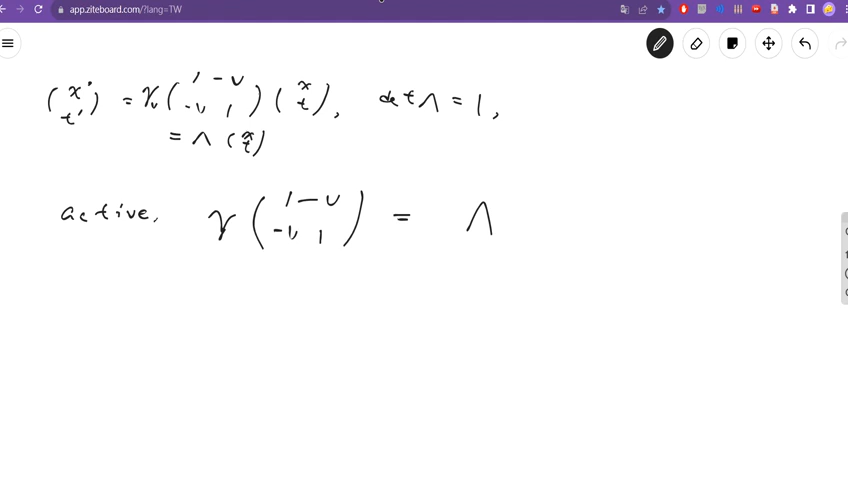 app.ziteboard.com/?lang=TW
(x' t') = γᵥ (1 -v -v 1) (x t), det Λ = 1,
= Λ (x t)
active, γ (1 -v -v 1) = Λ